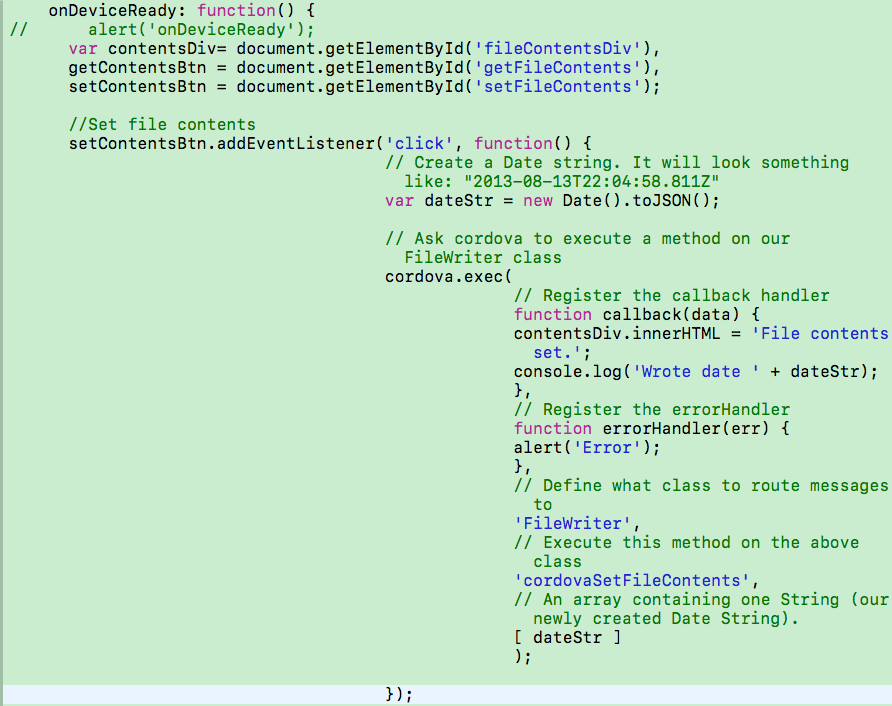 onDeviceReady: function() {
//      alert('onDeviceReady');
var contentsDiv= document.getElementById('fileContentsDiv'),
getContentsBtn = document.getElementById('getFileContents'),
setContentsBtn = document.getElementById('setFileContents');
//Set file contents
setContentsBtn.addEventListener('click', function() {
// Create a Date string. It will look something
like: "2013-08-13T22:04:58.811Z"
var dateStr = new Date().toJSON();
// Ask cordova to execute a method on our
FileWriter class
cordova.exec(
// Register the callback handler
function callback(data) {
contentsDiv.innerHTML = 'File contents
set.';
console.log('Wrote date ' + dateStr);
},
// Register the errorHandler
function errorHandler(err) {
alert('Error');
},
// Define what class to route messages
to
'FileWriter',
// Execute this method on the above
class
'cordovaSetFileContents',
// An array containing one String (our
newly created Date String).
[ dateStr ]
);
});